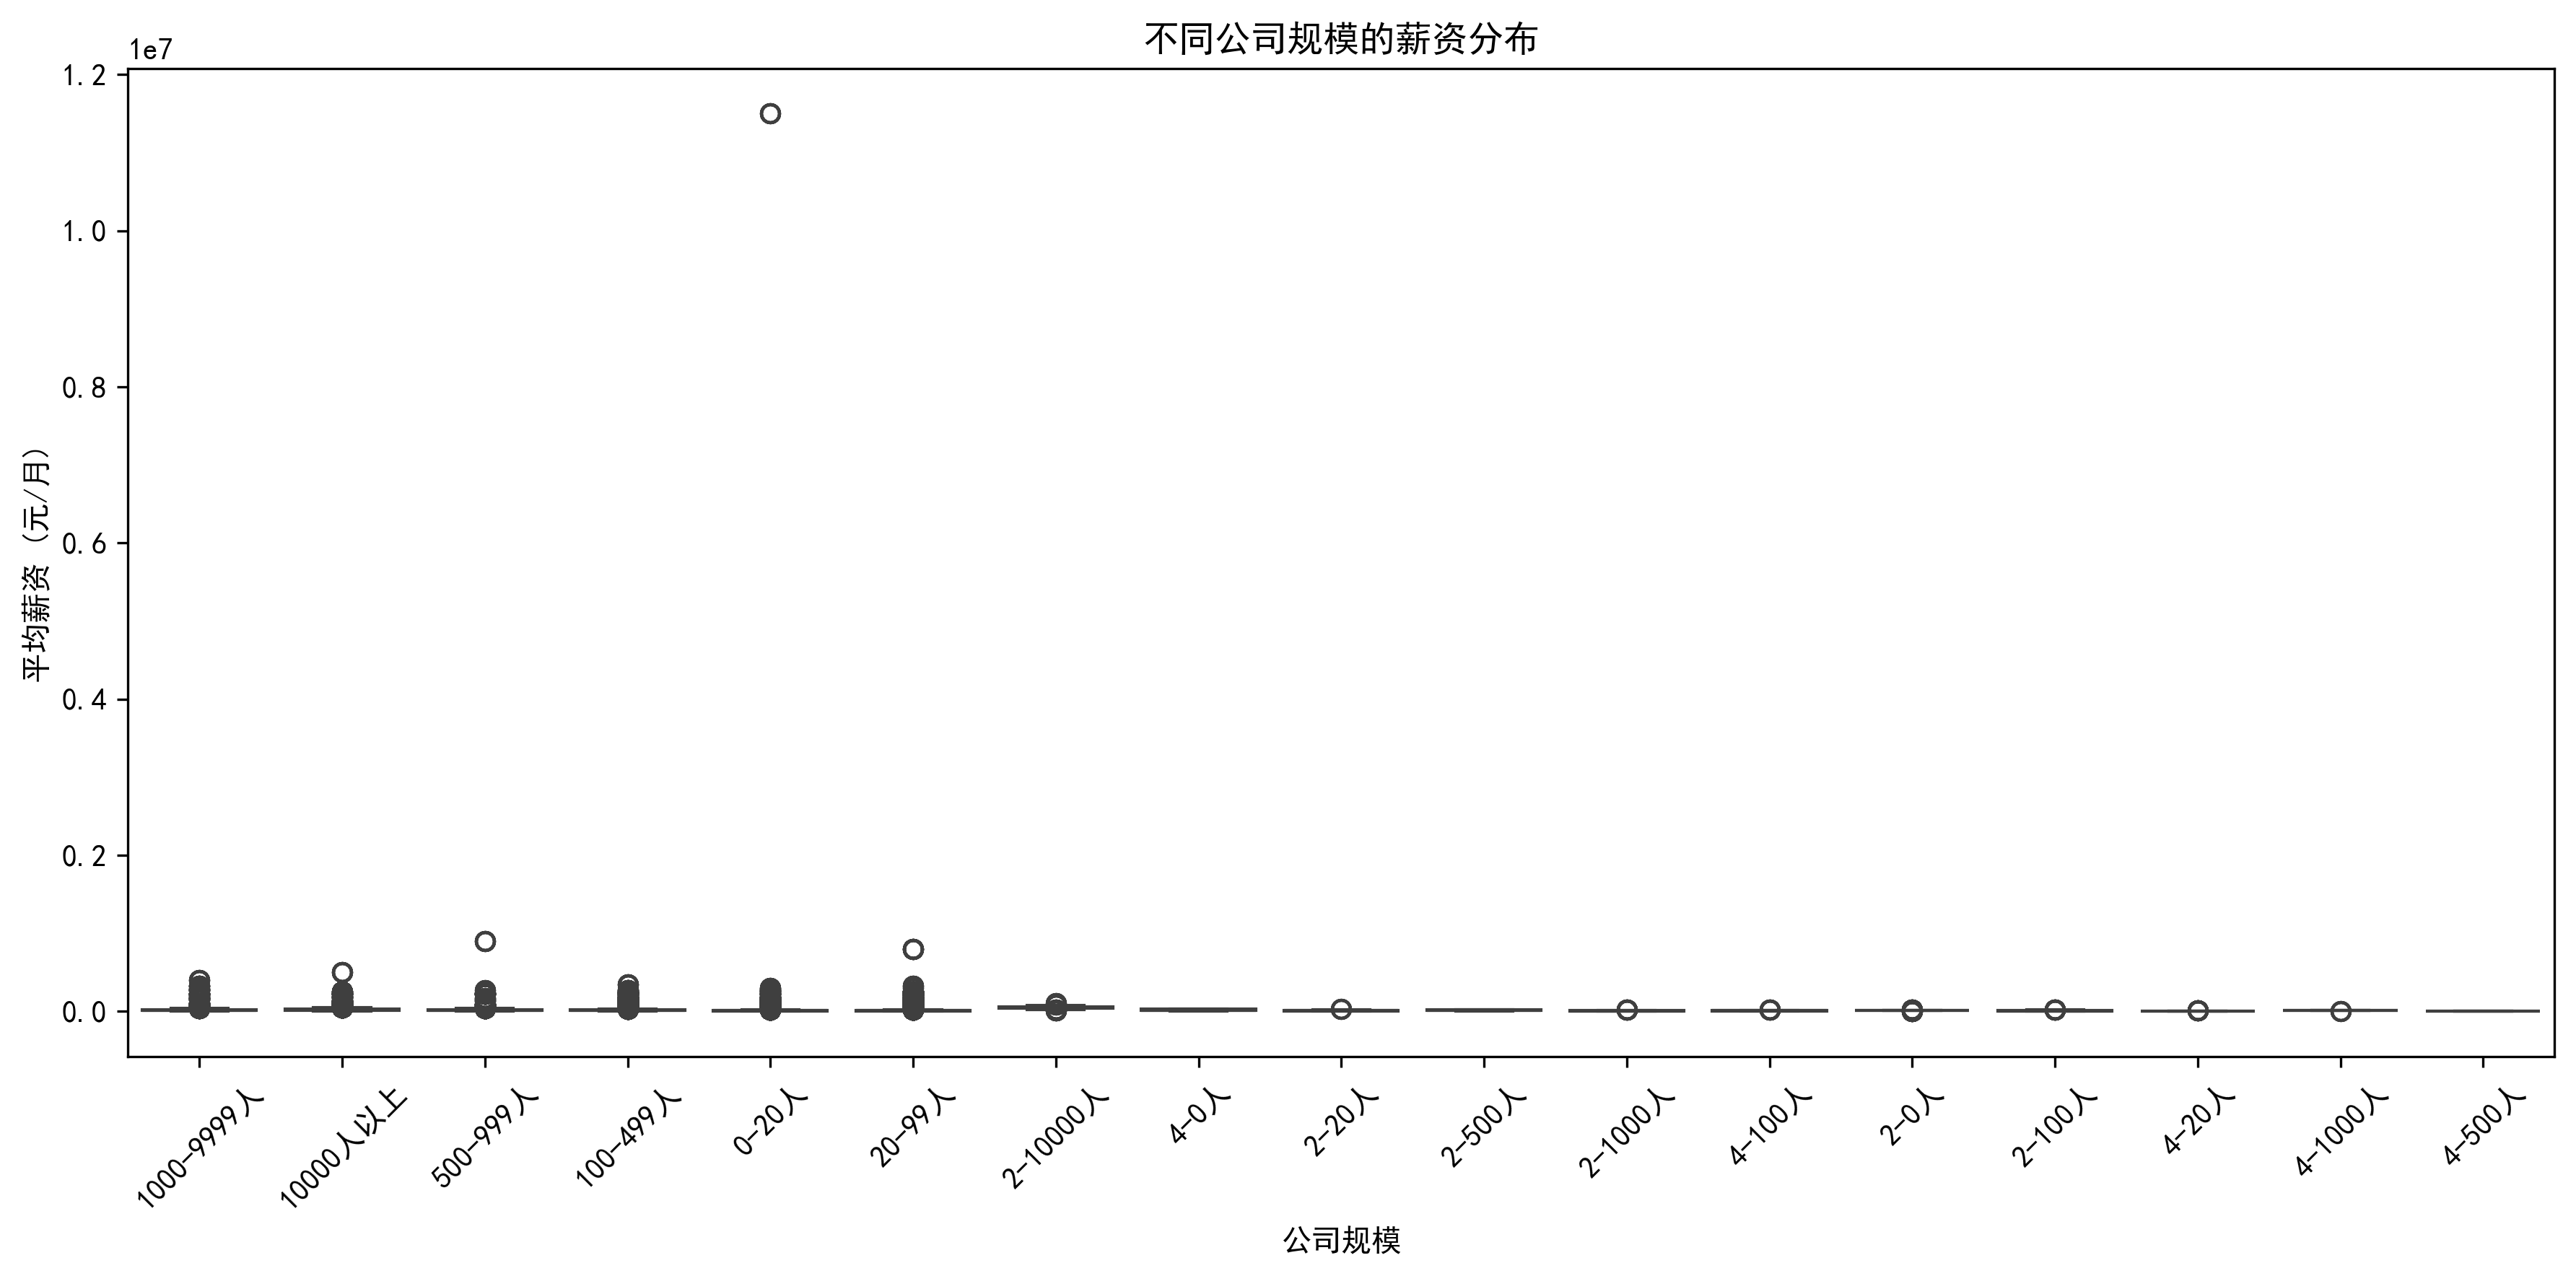 不同公司规模的薪资分布
1e7
1.2
1.0
0.8
0.6
0.4
0.2
0.0
平均薪资 (元/月)
1000-9999人
10000人以上
500-999人
100-499人
0-20人
20-99人
2-10000人
4-0人
2-20人
2-500人
2-1000人
4-100人
2-0人
2-100人
4-20人
4-1000人
4-500人
公司规模